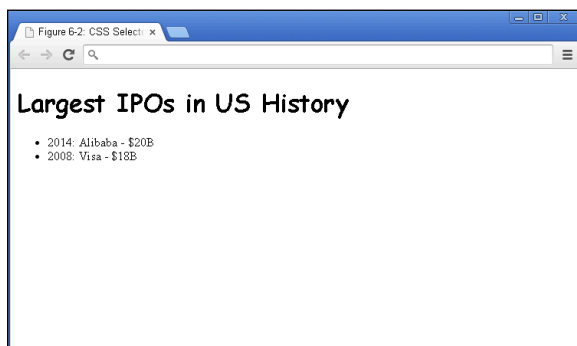 Figure 6-2: CSS Select
Largest IPOs in US History
• 2014: Alibaba - $20B
• 2008: Visa - $18B